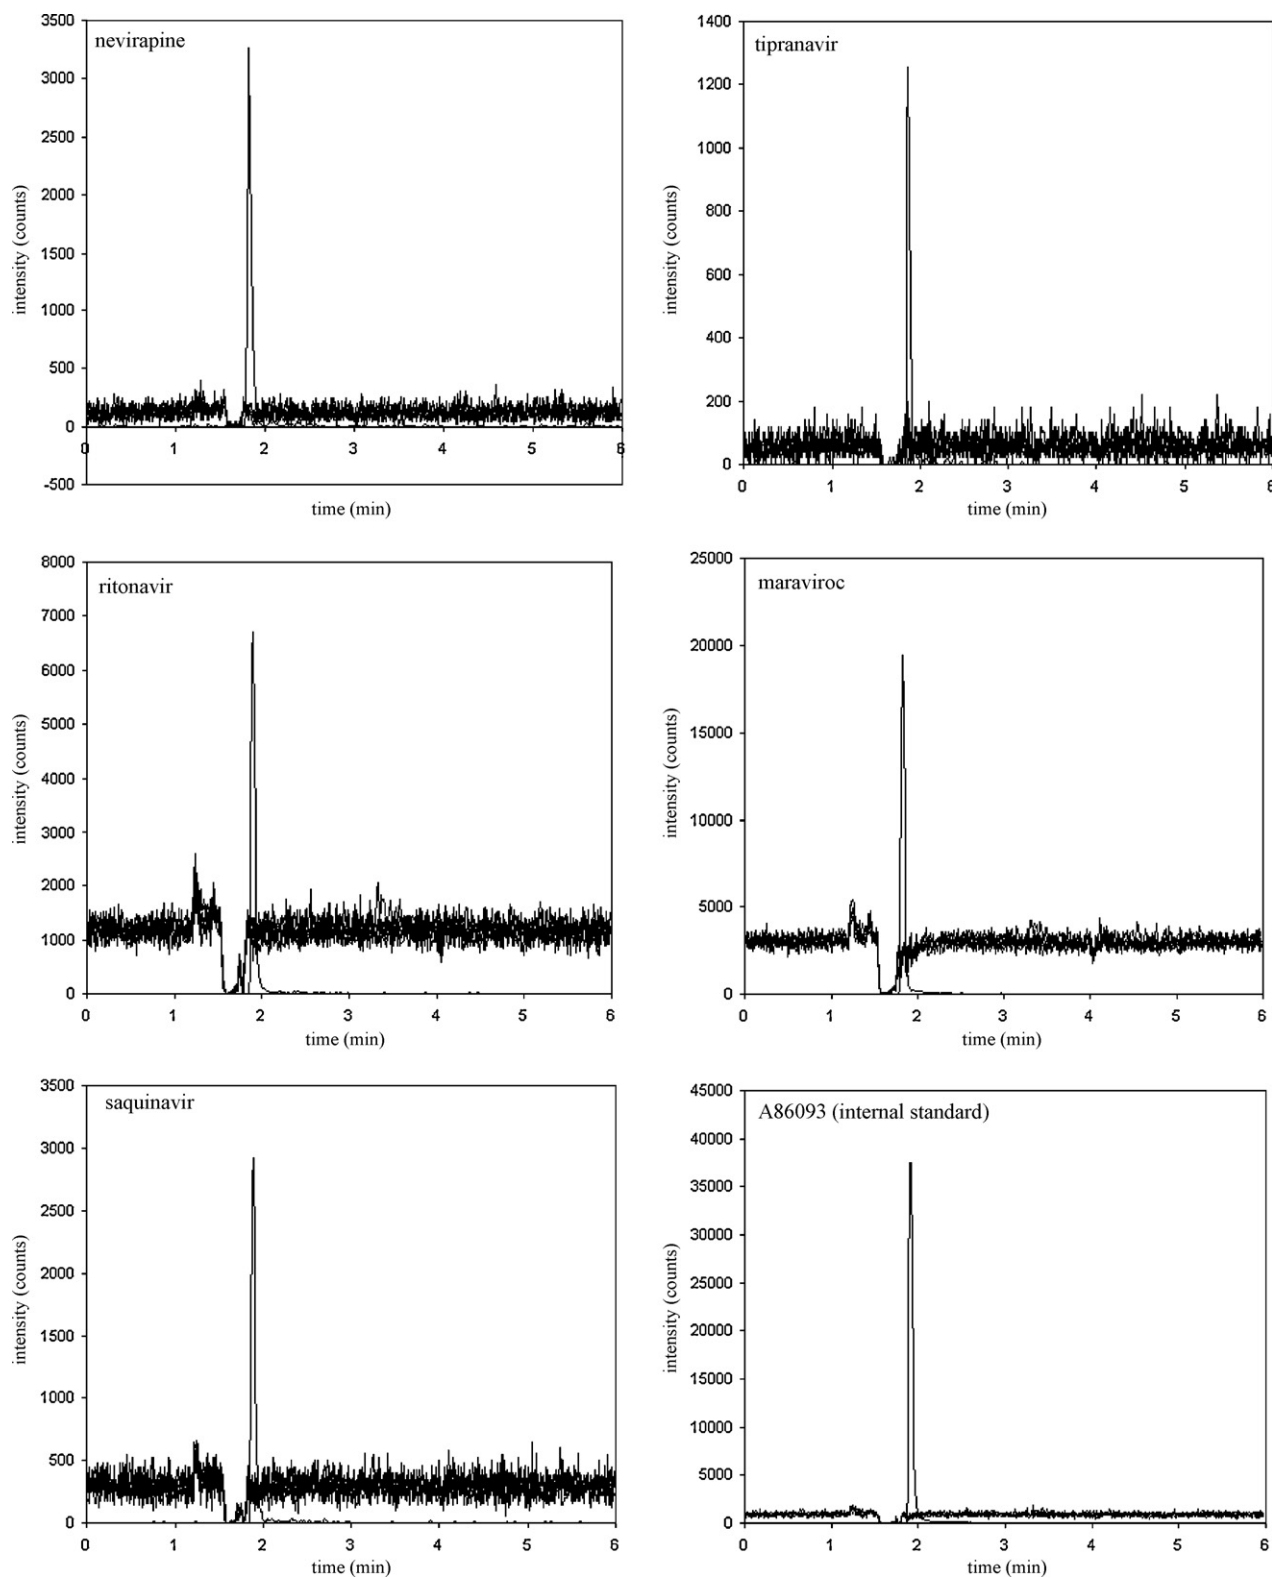 nevirapine
3500
3000
2500
2000
1500
1000
500
0
-500
intensity (counts)
0 1 2 3 4 5 6
time (min)
tipranavir
1400
1200
1000
800
600
400
200
0
intensity (counts)
0 1 2 3 4 5 6
time (min)
ritonavir
8000
7000
6000
5000
4000
3000
2000
1000
0
intensity (counts)
0 1 2 3 4 5 6
time (min)
maraviroc
25000
20000
15000
10000
5000
0
intensity (counts)
0 1 2 3 4 5 6
time (min)
saquinavir
3500
3000
2500
2000
1500
1000
500
0
intensity (counts)
0 1 2 3 4 5 6
time (min)
A86093 (internal standard)
45000
40000
35000
30000
25000
20000
15000
10000
5000
0
intensity (counts)
0 1 2 3 4 5 6
time (min)